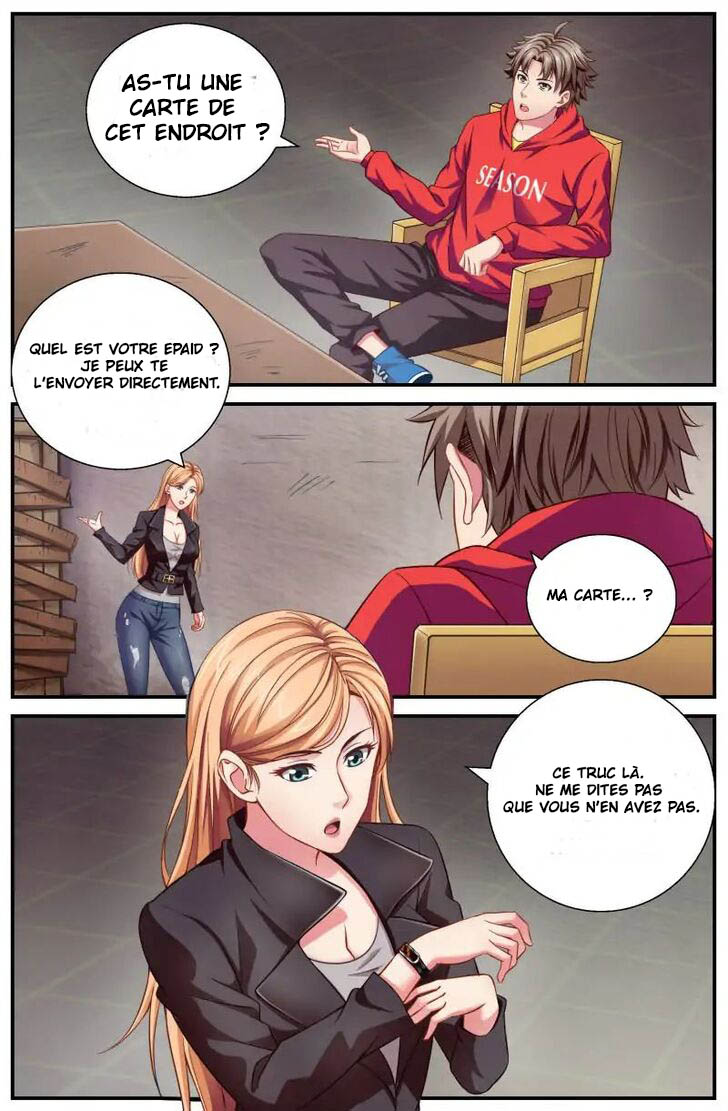 AS-TU UNE
CARTE DE
CET ENDROIT ?
SEASON
QUEL EST VOTRE EPAID ?
JE PEUX TE
L'ENVOYER DIRECTEMENT.
MA CARTE... ?
CE TRUC LÀ.
NE ME DITES PAS
QUE VOUS N'EN AVEZ PAS.